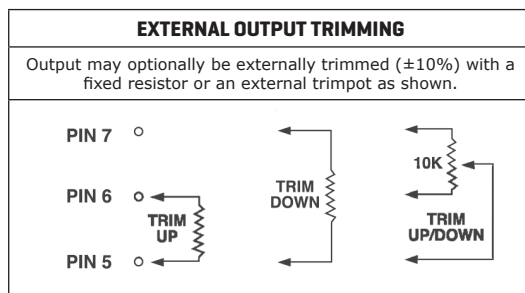 EXTERNAL OUTPUT TRIMMING
Output may optionally be externally trimmed (±10%) with a
fixed resistor or an external trimpot as shown.
PIN 7
PIN 6
PIN 5
TRIM
UP
TRIM
DOWN
10K
TRIM
UP/DOWN